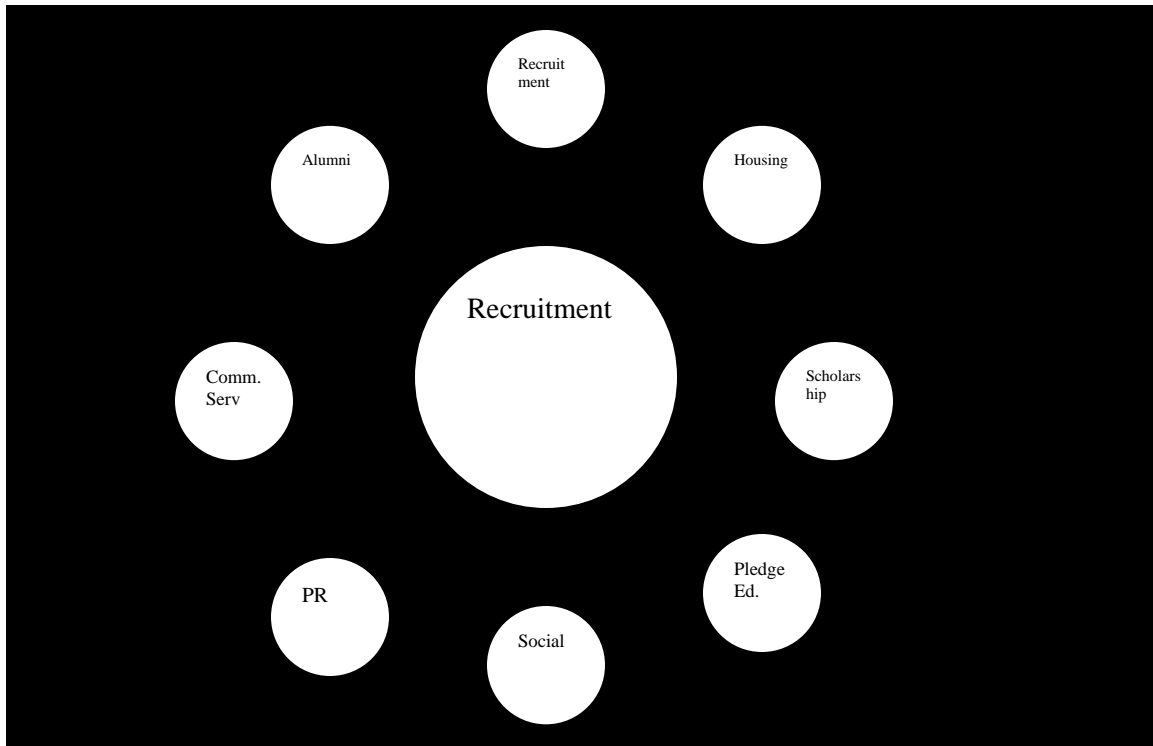 Recruit
ment
Alumni
Housing
Recruitment
Comm.
Serv
Scholars
hip
Pledge
Ed.
PR
Social